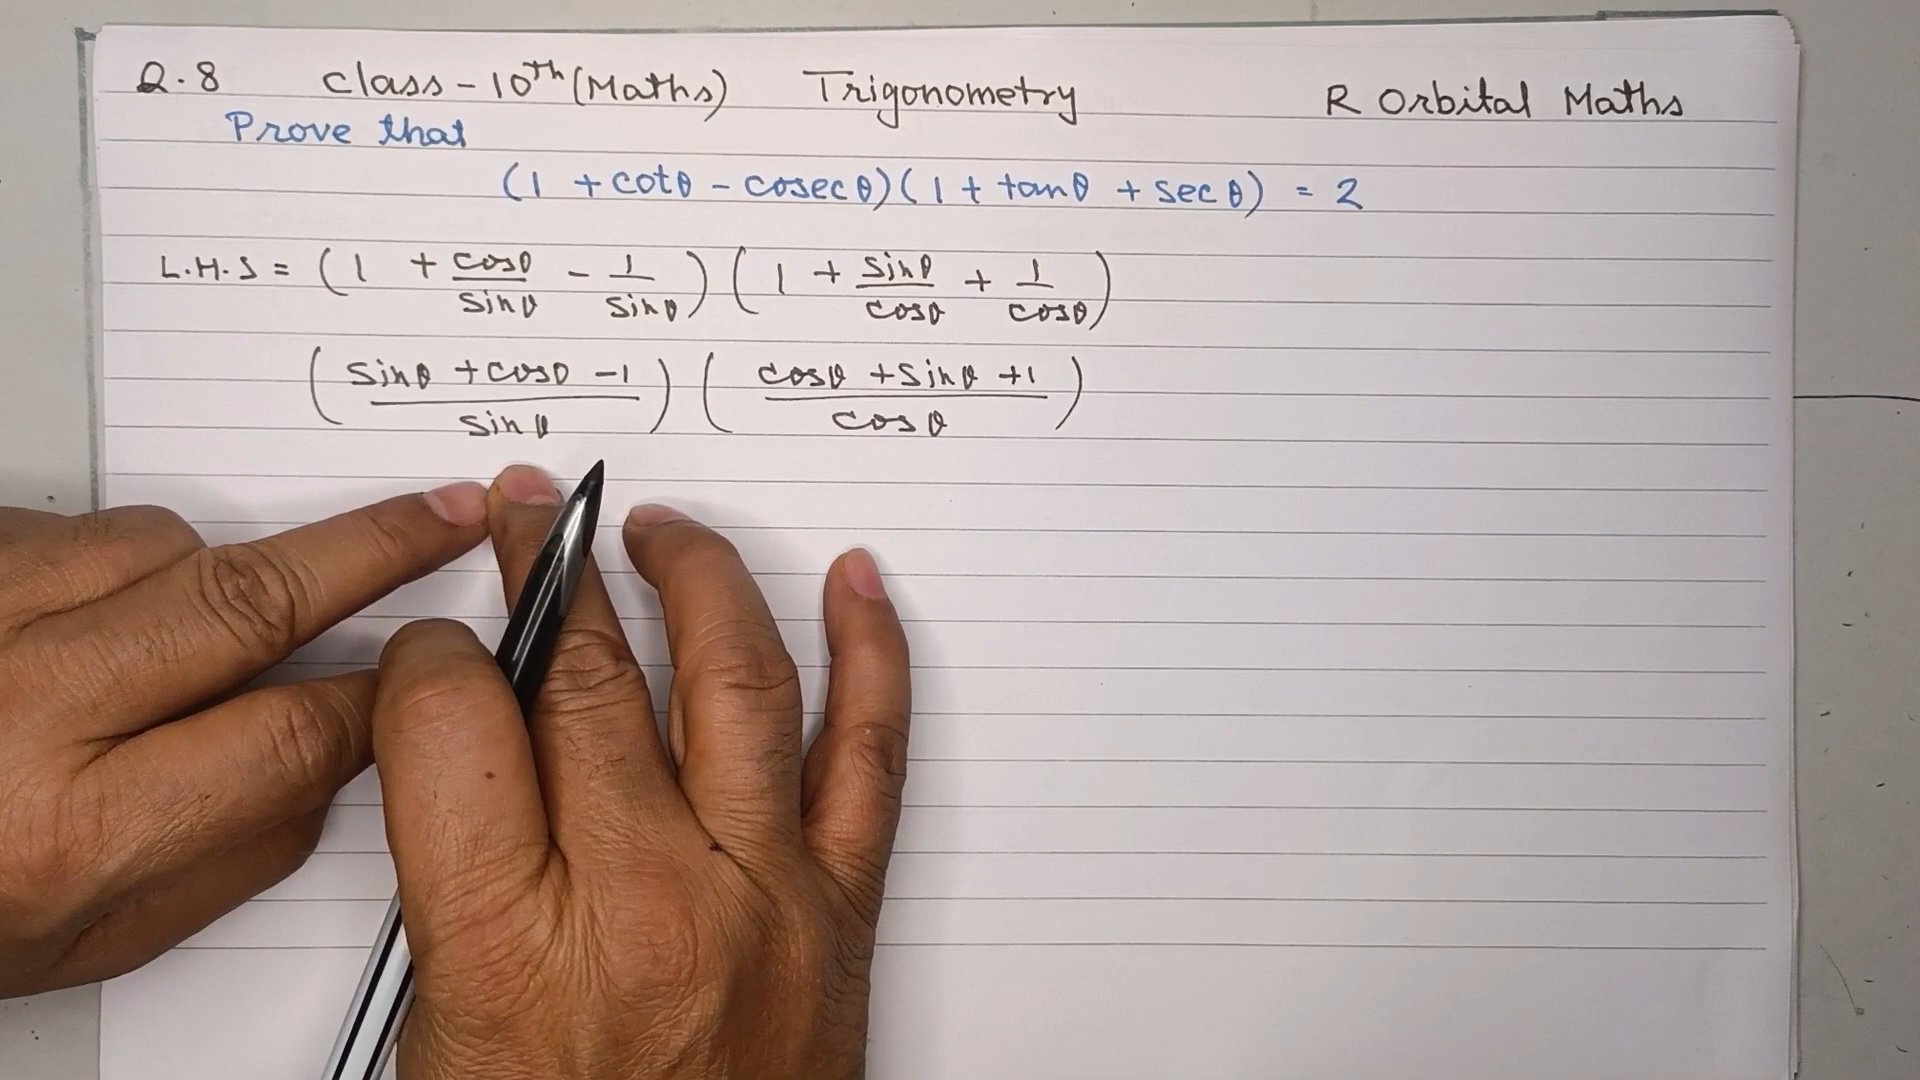 Q.8 Class - 10th (Maths) Trigonometry R Orbital Maths
Prove that
(1 + cotθ - cosecθ)(1 + tanθ + secθ) = 2
L.H.S = (1 + cosθ/sinθ - 1/sinθ) (1 + sinθ/cosθ + 1/cosθ)
(sinθ + cosθ - 1/sinθ) (cosθ + sinθ + 1/cosθ)